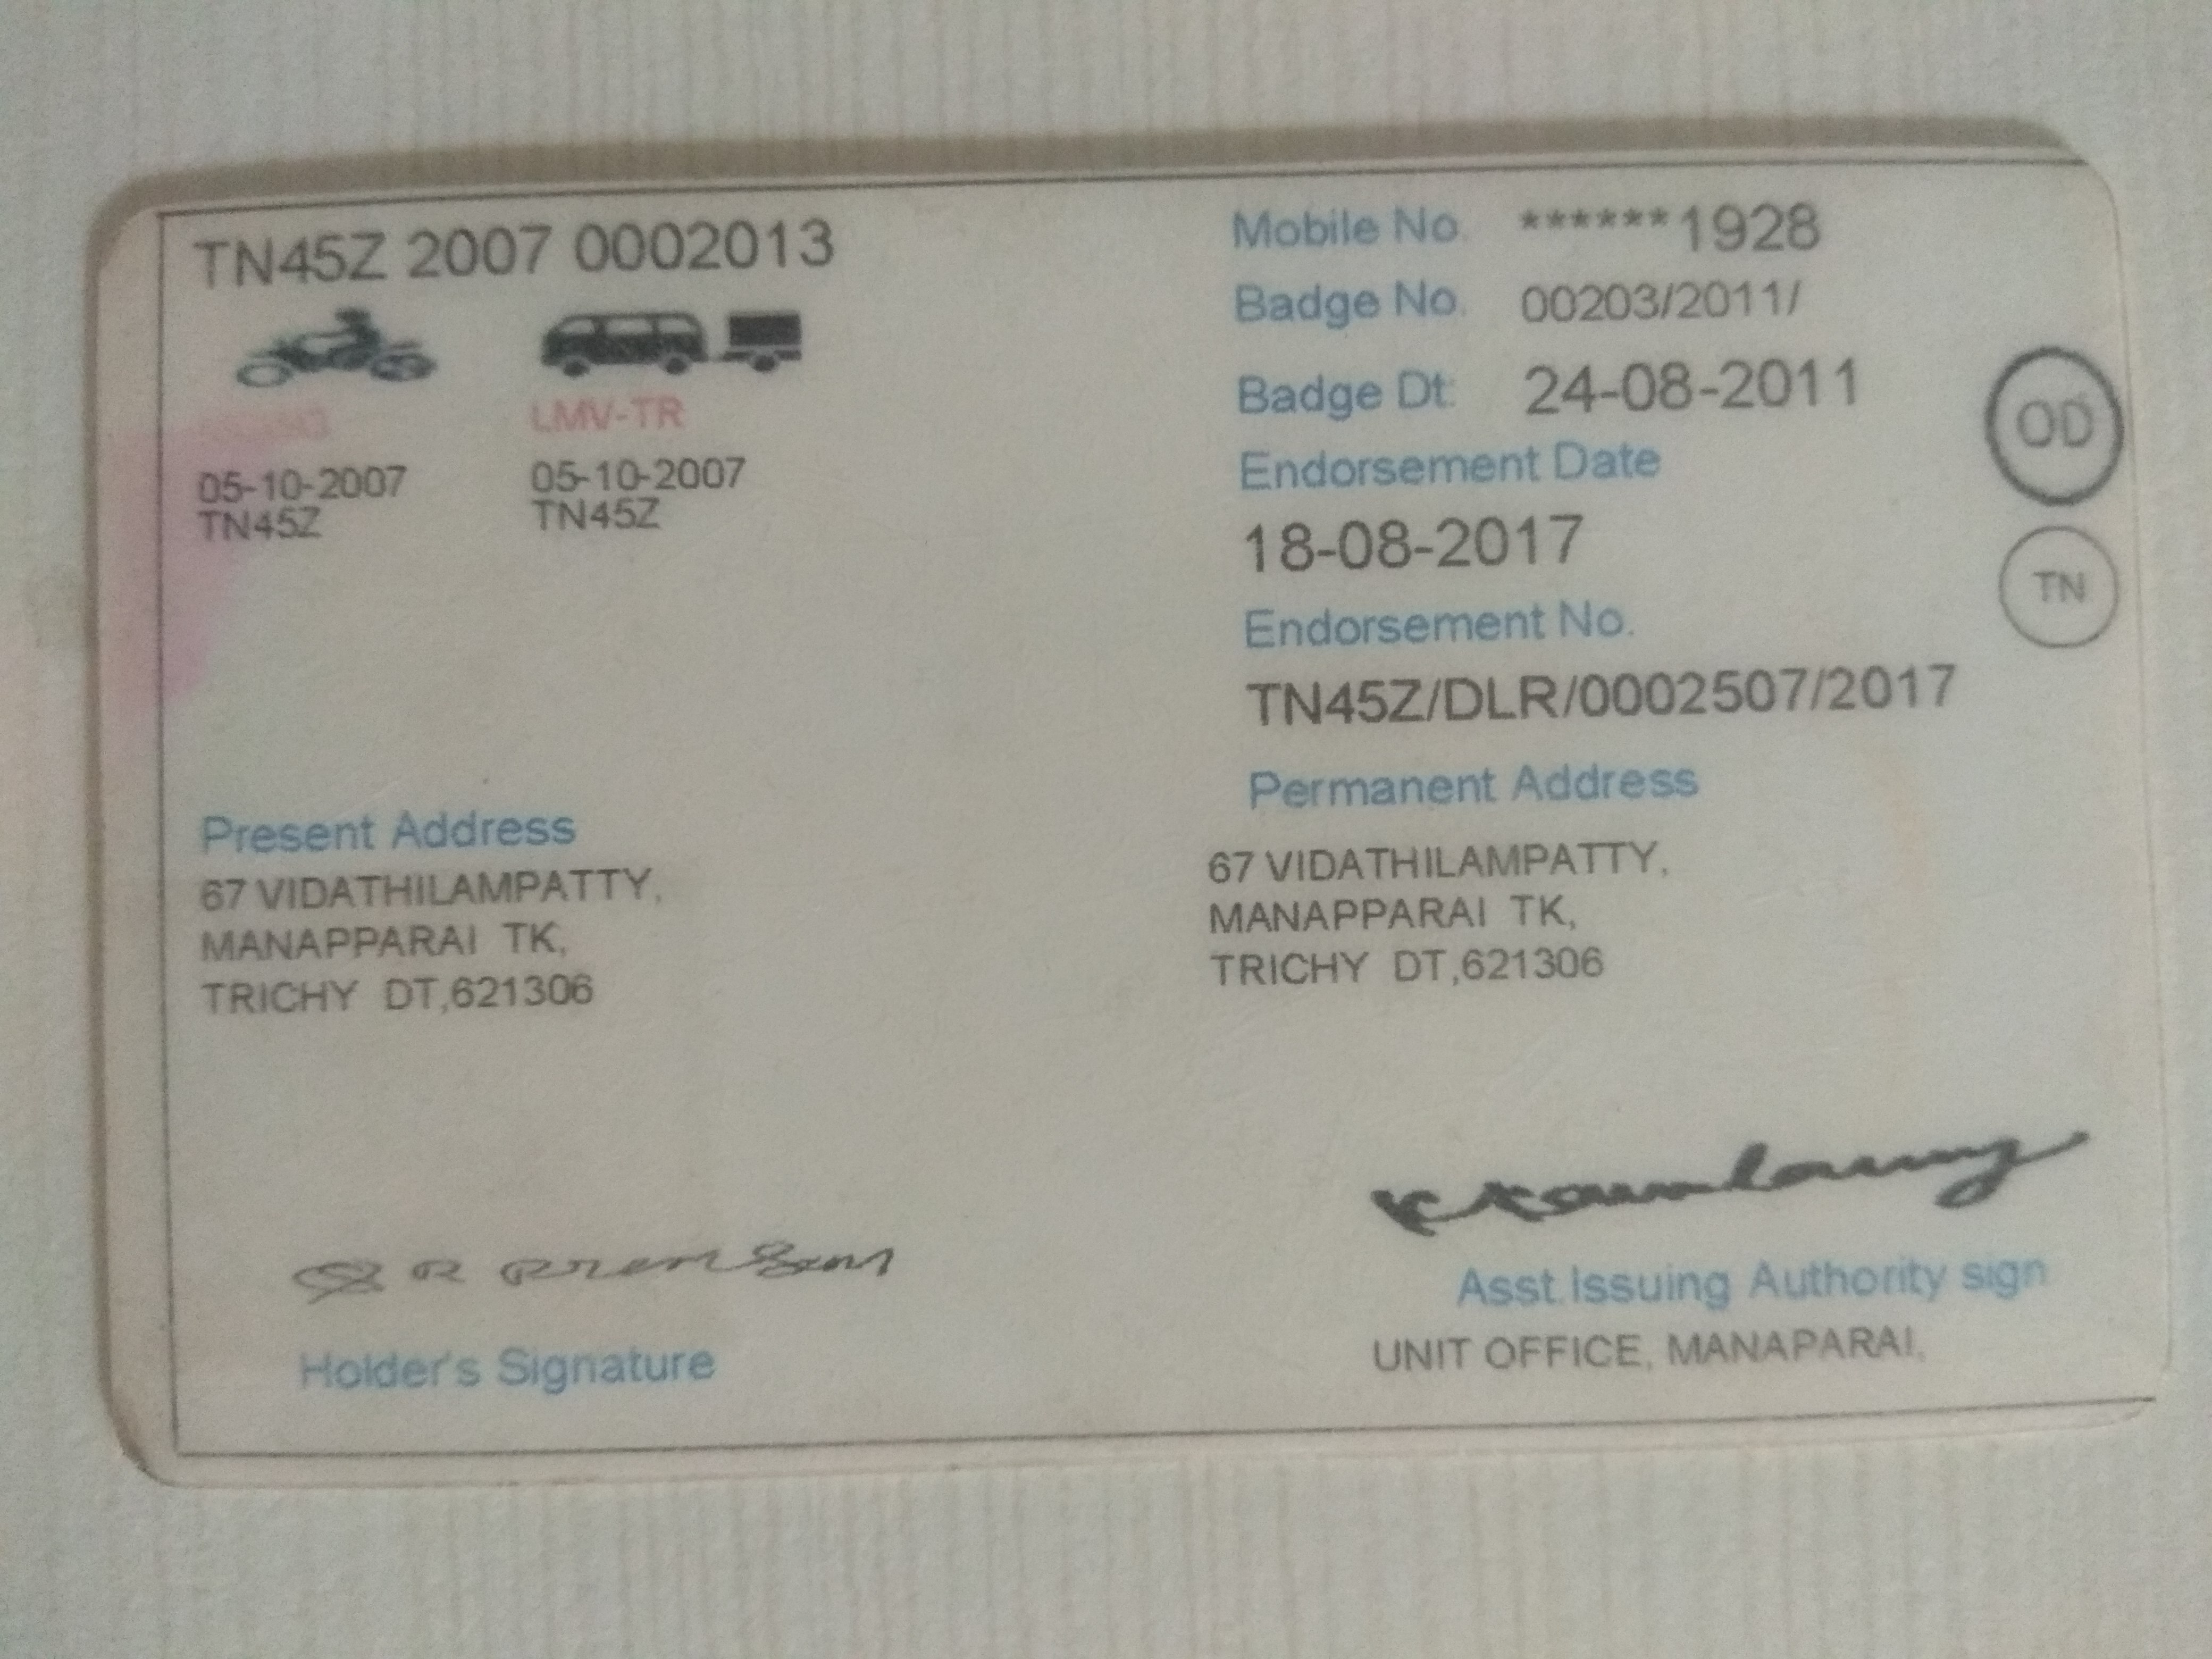 TN45Z 2007 0002013
LMV-TR
05-10-2007
TN45Z
05-10-2007
TN45Z
Mobile No. ******1928
Badge No. 00203/2011/
Badge Dt: 24-08-2011
Endorsement Date
18-08-2017
Endorsement No.
TN45Z/DLR/0002507/2017
OD
TN
Present Address
67 VIDATHILAMPATTY,
MANAPPARAI TK,
TRICHY DT,621306
Permanent Address
67 VIDATHILAMPATTY,
MANAPPARAI TK,
TRICHY DT,621306
Holder's Signature
Asst.Issuing Authority sign
UNIT OFFICE, MANAPARAI.